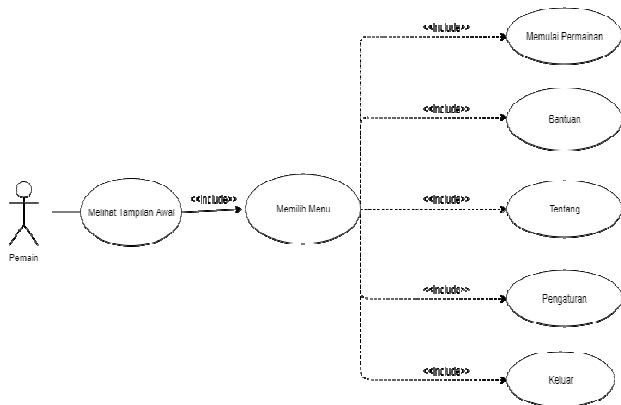 <<Include>>
Memulai Permainan
<<Include>>
Bantuan
<<Include>>
Melihat Tampilan Awal
<<Include>>
Memilih Menu
Tentang
Pemain
<<Include>>
Pengaturan
<<Include>>
Keluar